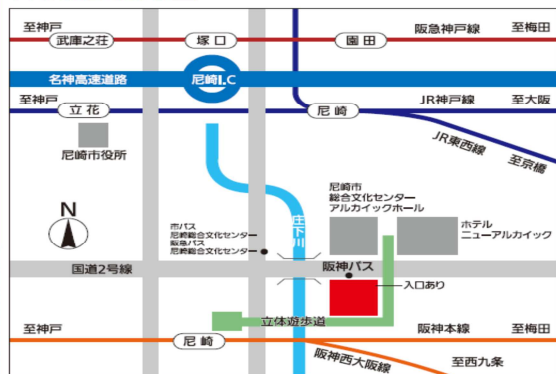 至神戸
阪急神戸線
至梅田
武庫之荘
塚口
園田
名神高速道路
尼崎I.C
至神戸
JR神戸線
至大阪
立花
尼崎
JR東西線
至京橋
尼崎市役所
尼崎市
総合文化センター
アルカイックホール
N
市バス
尼崎総合文化センター
阪急バス
尼崎総合文化センター
庄下川
ホテル
ニューアルカイック
国道2号線
阪神バス
入口あり
立体遊歩道
至神戸
阪神本線
至梅田
尼崎
阪神西大阪線
至西九条